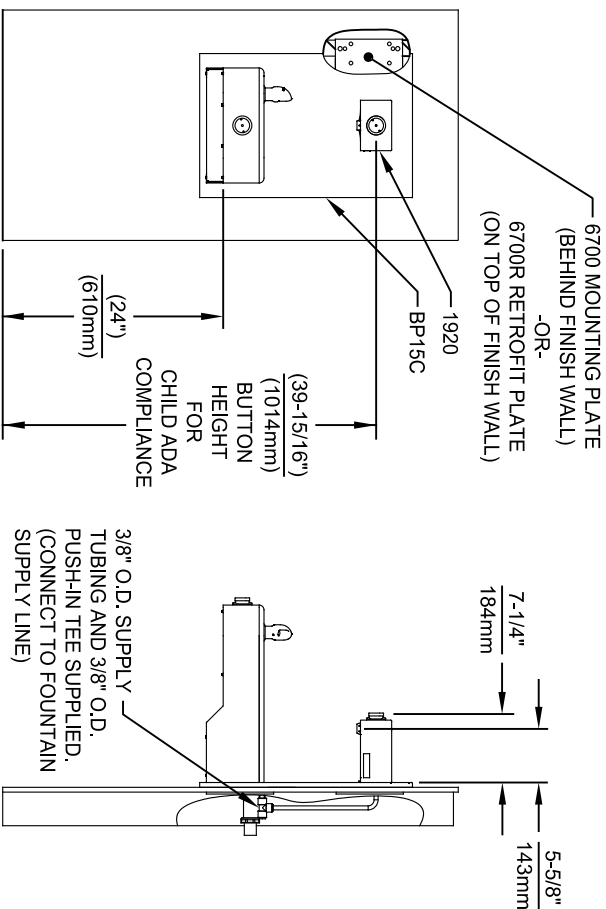 6700 MOUNTING PLATE
(BEHIND FINISH WALL)
-OR-
6700R RETROFIT PLATE
(ON TOP OF FINISH WALL)
1920
BP15C
(39-15/16")
(1014mm)
BUTTON
HEIGHT
FOR
CHILD ADA
COMPLIANCE
(24")
(610mm)
7-1/4"
184mm
5-5/8"
143mm
3/8" O.D. SUPPLY
TUBING AND 3/8" O.D.
PUSH-IN TEE SUPPLIED.
(CONNECT TO FOUNTAIN
SUPPLY LINE)